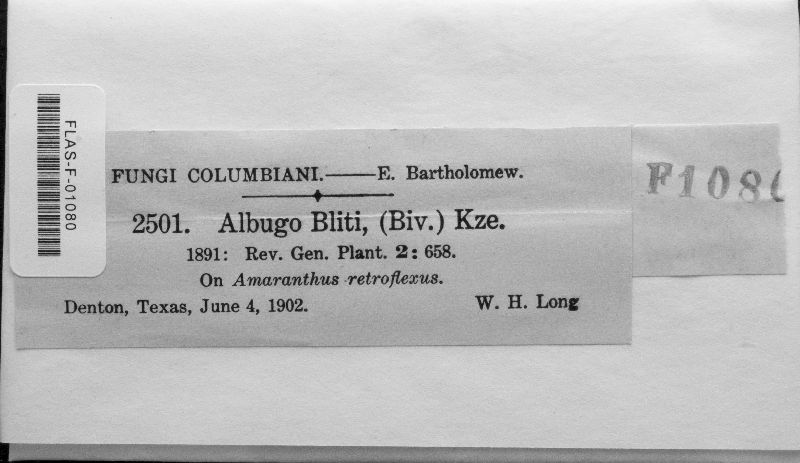 FLAS-F-01080
FUNGI COLUMBIANI.——E. Bartholomew.
2501. Albugo Bliti, (Biv.) Kze.
1891: Rev. Gen. Plant. 2: 658.
On Amaranthus retroflexus.
Denton, Texas, June 4, 1902. W. H. Long
F1080